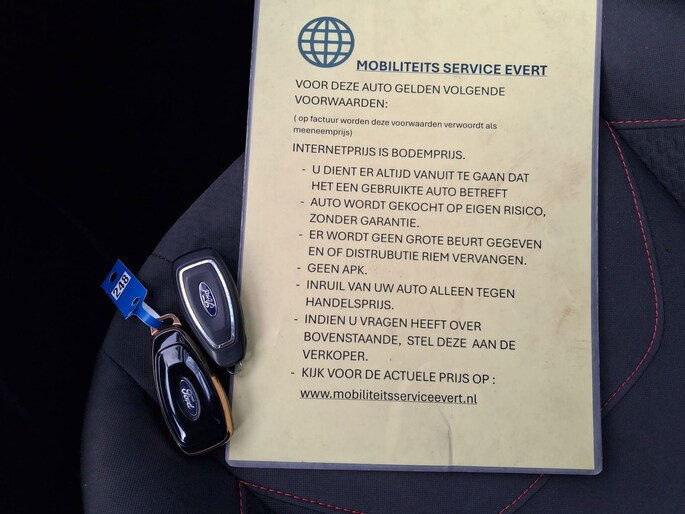 MOBILITEITS SERVICE EVERT
VOOR DEZE AUTO GELDEN VOLGENDE
VOORWAARDEN:
( op factuur worden deze voorwaarden verwoordt als
meeneemprijs)
INTERNETPRIJS IS BODEMPRIJS.
- U DIENT ER ALTIJD VANUIT TE GAAN DAT
HET EEN GEBRUIKTE AUTO BETREFT
- AUTO WORDT GEKOCHT OP EIGEN RISICO,
ZONDER GARANTIE.
- ER WORDT GEEN GROTE BEURT GEGEVEN
EN OF DISTRUBUTIE RIEM VERVANGEN.
- GEEN APK.
- INRUIL VAN UW AUTO ALLEEN TEGEN
HANDELSPRIJS.
- INDIEN U VRAGEN HEEFT OVER
BOVENSTAANDE, STEL DEZE AAN DE
VERKOPER.
- KIJK VOOR DE ACTUELE PRIJS OP :
www.mobiliteitsserviceevert.nl
248
Ford
Ford